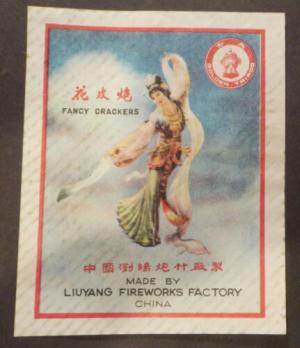 花皮炮
FANCY CRACKERS
GOLDEN
中國瀏陽炮竹廠製
MADE BY
LIUYANG FIREWORKS FACTORY
CHINA